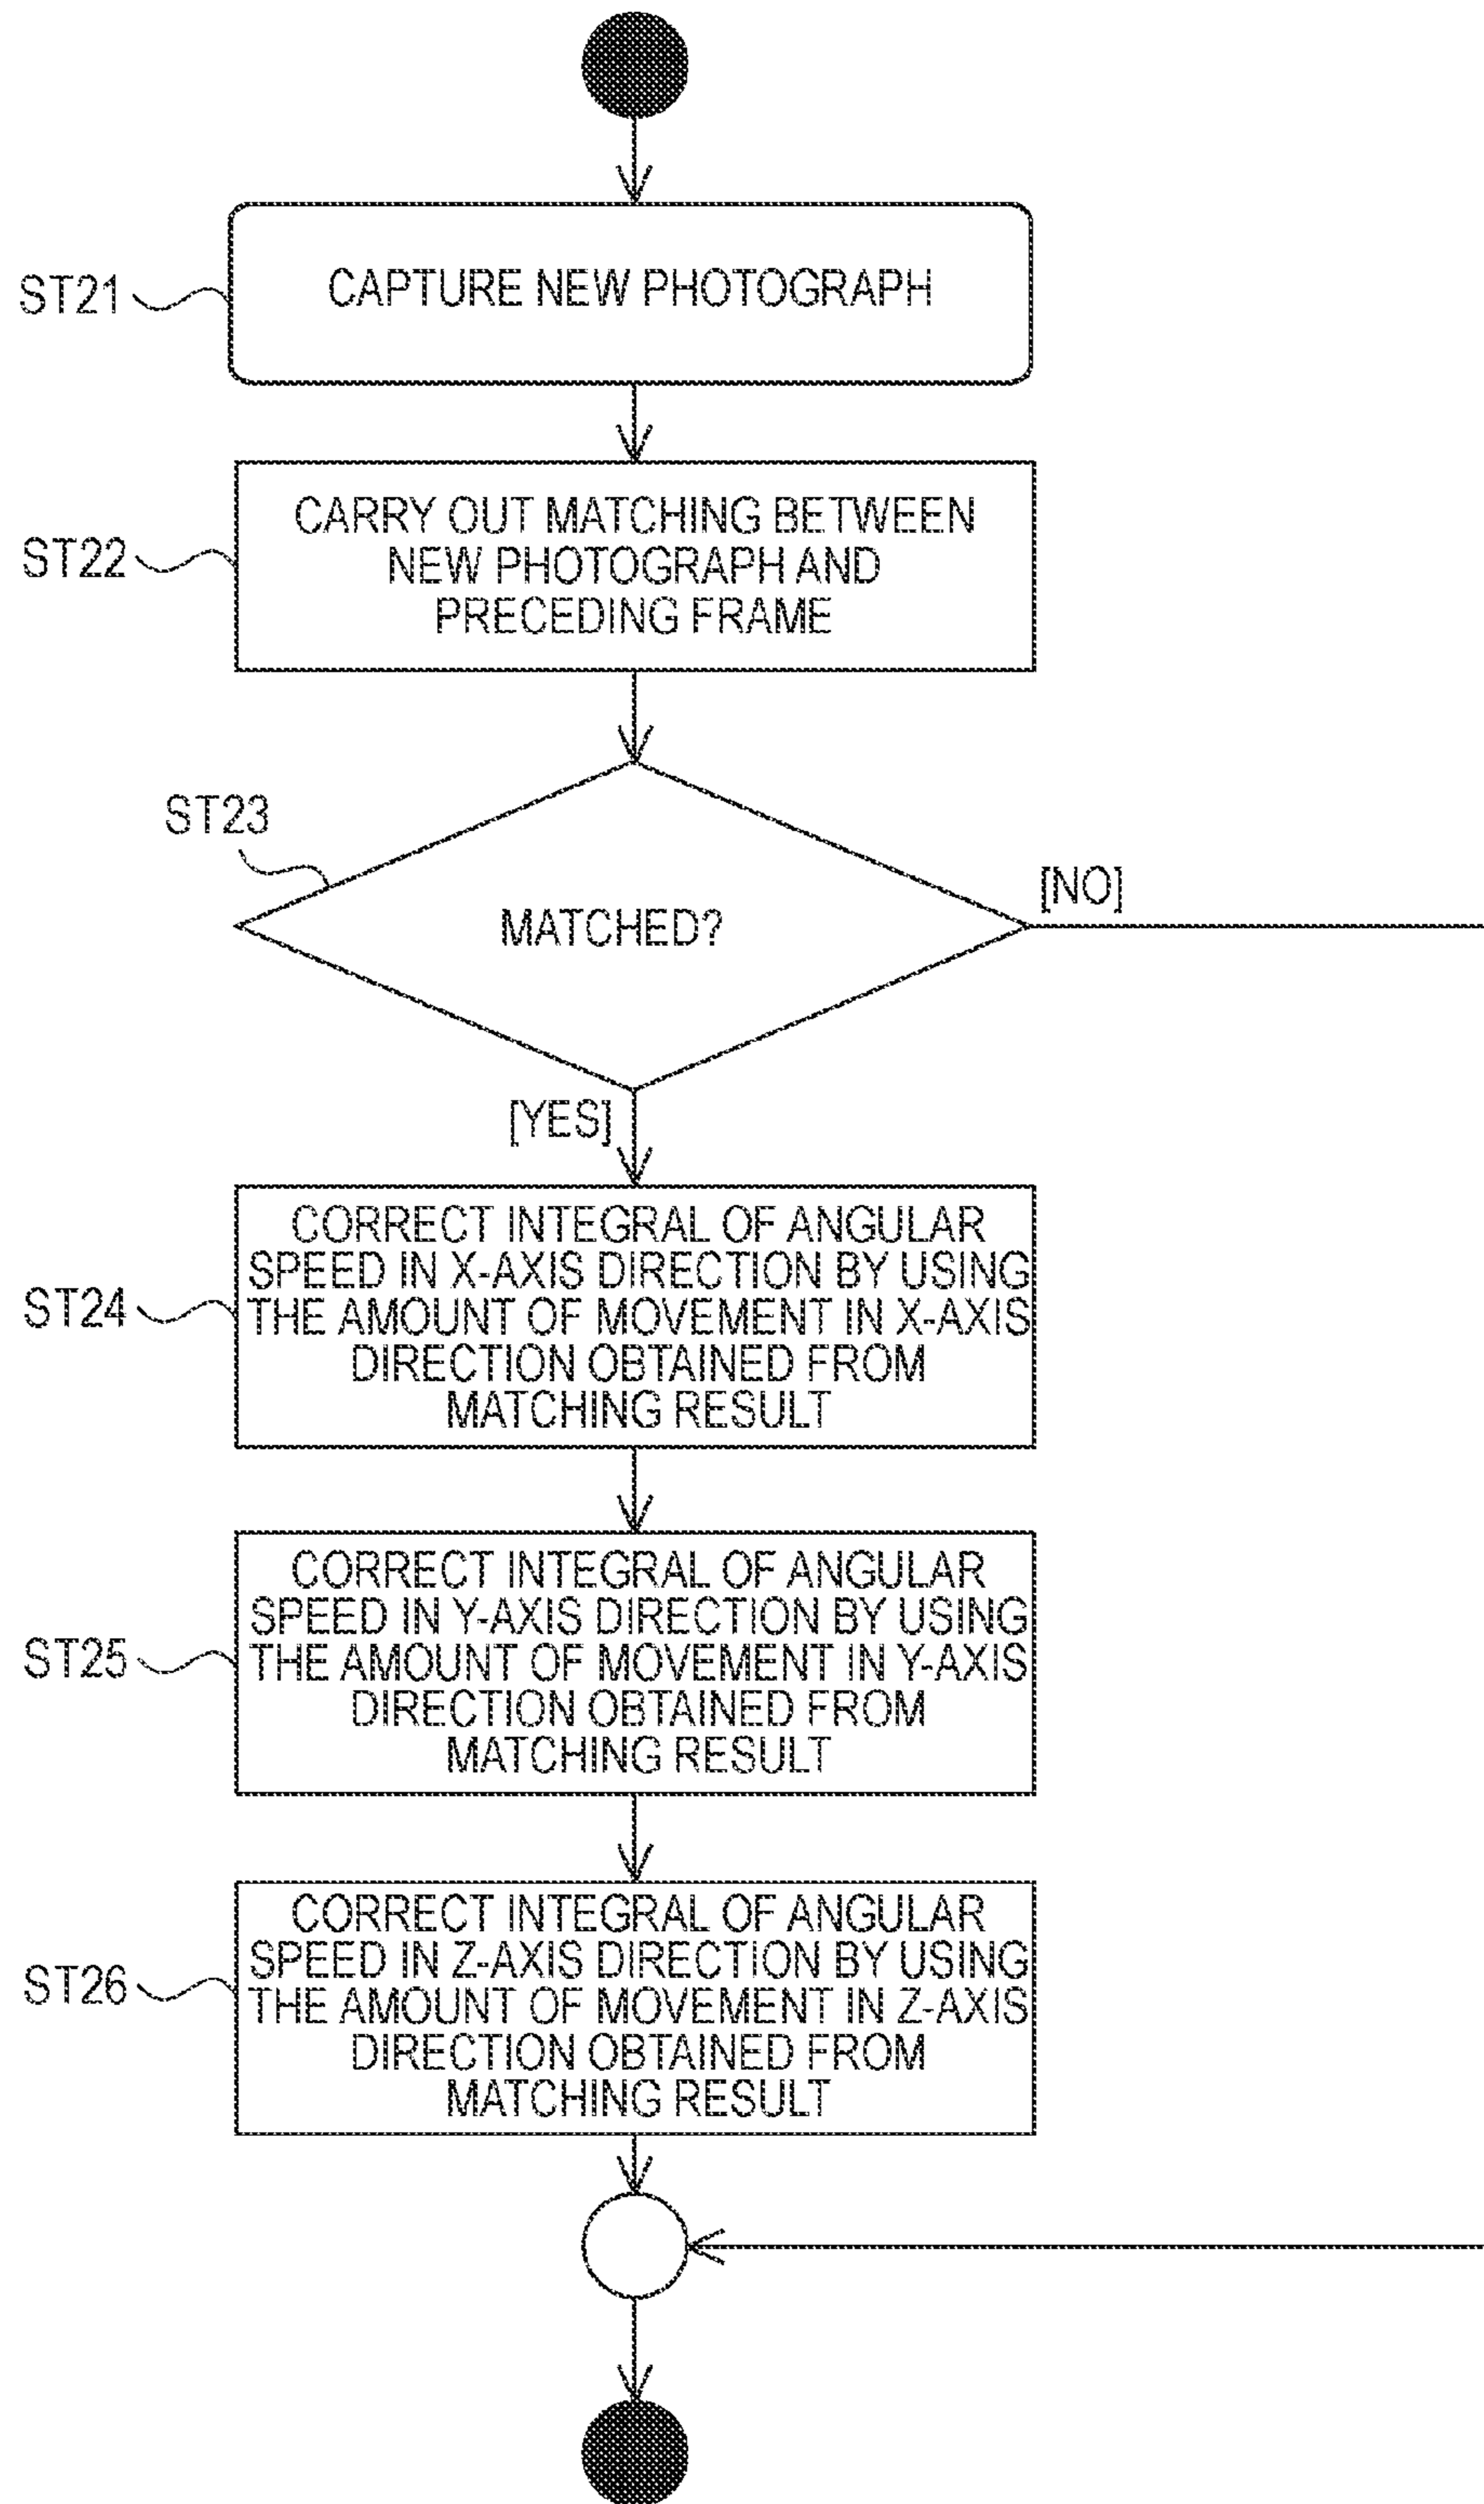 ST21
CAPTURE NEW PHOTOGRAPH
ST22
CARRY OUT MATCHING BETWEEN
NEW PHOTOGRAPH AND
PRECEDING FRAME
ST23
MATCHED?
[NO]
[YES]
ST24
CORRECT INTEGRAL OF ANGULAR
SPEED IN X-AXIS DIRECTION BY USING
THE AMOUNT OF MOVEMENT IN X-AXIS
DIRECTION OBTAINED FROM
MATCHING RESULT
ST25
CORRECT INTEGRAL OF ANGULAR
SPEED IN Y-AXIS DIRECTION BY USING
THE AMOUNT OF MOVEMENT IN Y-AXIS
DIRECTION OBTAINED FROM
MATCHING RESULT
ST26
CORRECT INTEGRAL OF ANGULAR
SPEED IN Z-AXIS DIRECTION BY USING
THE AMOUNT OF MOVEMENT IN Z-AXIS
DIRECTION OBTAINED FROM
MATCHING RESULT